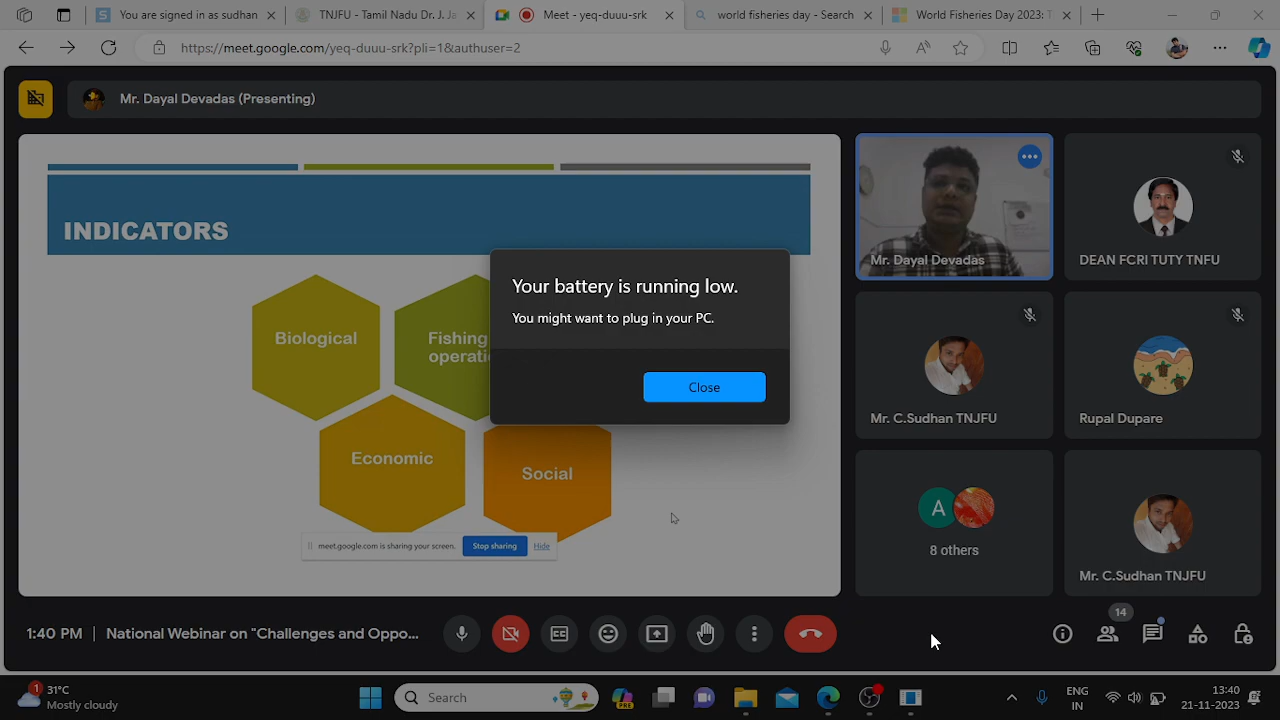 You are signed in as sudhan
TNJFU - Tamil Nadu Dr. J. Ja
Meet - yeq-duuu-srk
world fisheries day - Search
World Fisheries Day 2023: T
https://meet.google.com/yeq-duuu-srk?pli=1&authuser=2
Mr. Dayal Devadas (Presenting)
INDICATORS
Biological
Fishing
operati
Economic
Social
meet.google.com is sharing your screen.
Stop sharing
Hide
Your battery is running low.
You might want to plug in your PC.
Close
Mr. Dayal Devadas
DEAN FCRI TUTY TNFU
Mr. C.Sudhan TNJFU
Rupal Dupare
A
8 others
Mr. C.Sudhan TNJFU
1:40 PM | National Webinar on "Challenges and Oppo...
14
1
31°C
Mostly cloudy
Search
PRE
ENG
IN
13:40
21-11-2023